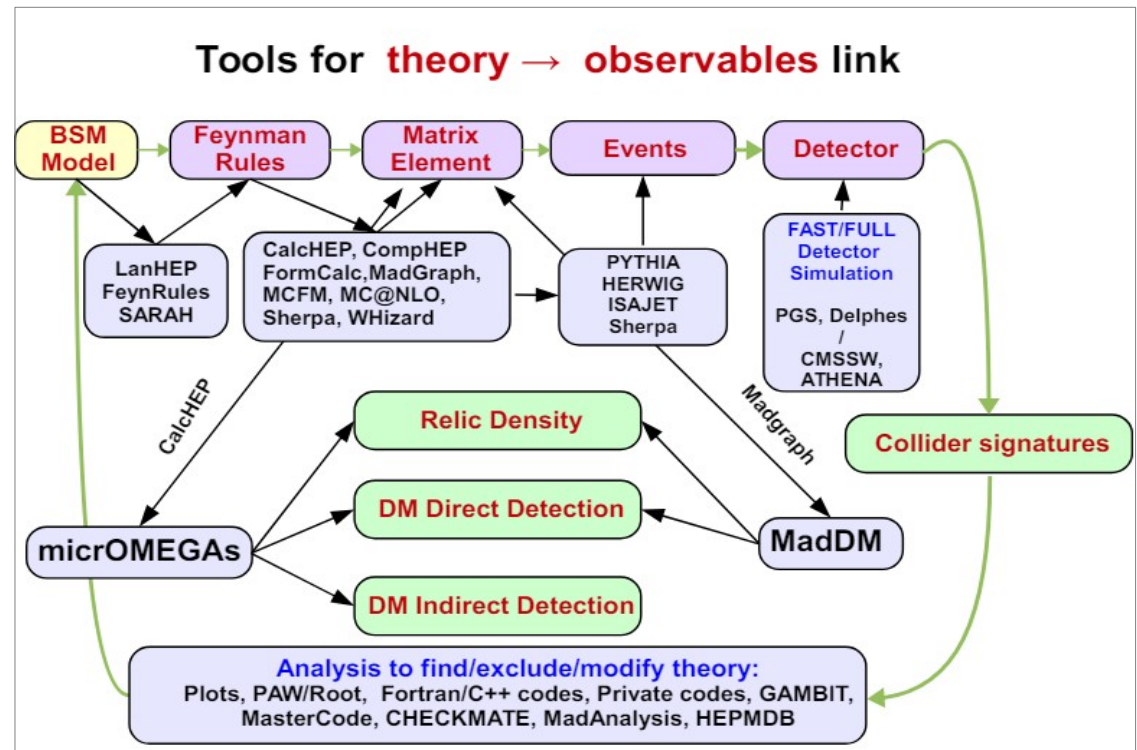 Tools for theory → observables link
BSM
Model
Feynman
Rules
Matrix
Element
Events
Detector
LanHEP
FeynRules
SARAH
CalcHEP, CompHEP
FormCalc,MadGraph,
MCFM, MC@NLO,
Sherpa, WHizard
PYTHIA
HERWIG
ISAJET
Sherpa
FAST/FULL
Detector
Simulation
PGS, Delphes
/
CMSSW,
ATHENA
CalcHEP
Madgraph
Relic Density
Collider signatures
DM Direct Detection
micrOMEGAs
MadDM
DM Indirect Detection
Analysis to find/exclude/modify theory:
Plots, PAW/Root, Fortran/C++ codes, Private codes, GAMBIT,
MasterCode, CHECKMATE, MadAnalysis, HEPMDB